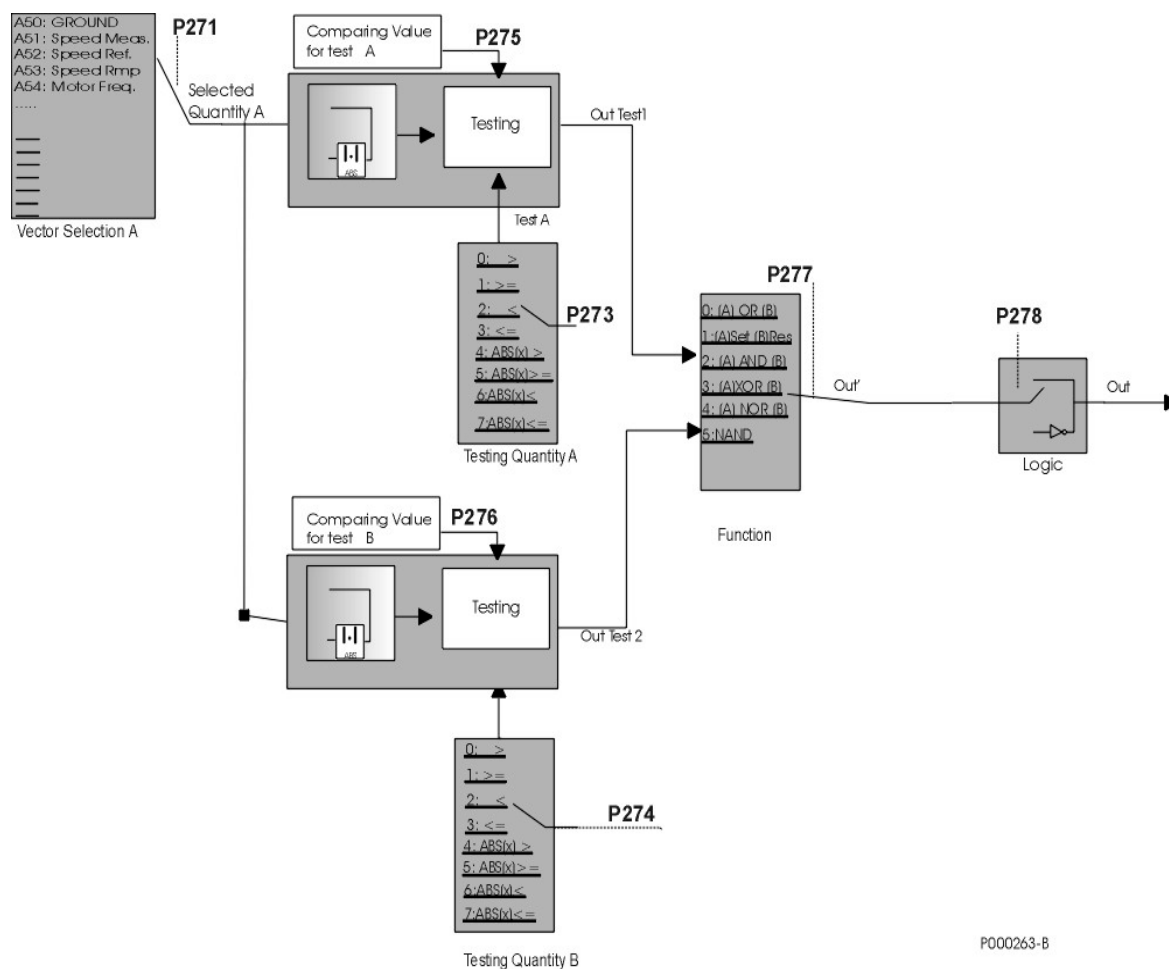 A50: GROUND
A51: Speed Meas.
A52: Speed Ref.
A53: Speed Rmp
A54: Motor Freq.
.....
Vector Selection A
P271
Selected
Quantity A
Comparing Value
for test A
P275
|·|
ABS
Testing
Out Test1
Test A
0: >
1: >=
2: <
3: <=
4: ABS(x) >
5: ABS(x)>=
6:ABS(x)<
7:ABS(x)<=
P273
Testing Quantity A
Comparing Value
for test B
P276
|·|
ABS
Testing
Out Test 2
0: >
1: >=
2: <
3: <=
4: ABS(x) >
5: ABS(x)>=
6:ABS(x)<
7:ABS(x)<=
P274
Testing Quantity B
P277
0: (A) OR (B)
1:(A)Set (B)Res
2: (A) AND (B)
3: (A)XOR (B)
4: (A) NOR (B)
5:NAND
Function
Out'
P278
Logic
Out
P000263-B